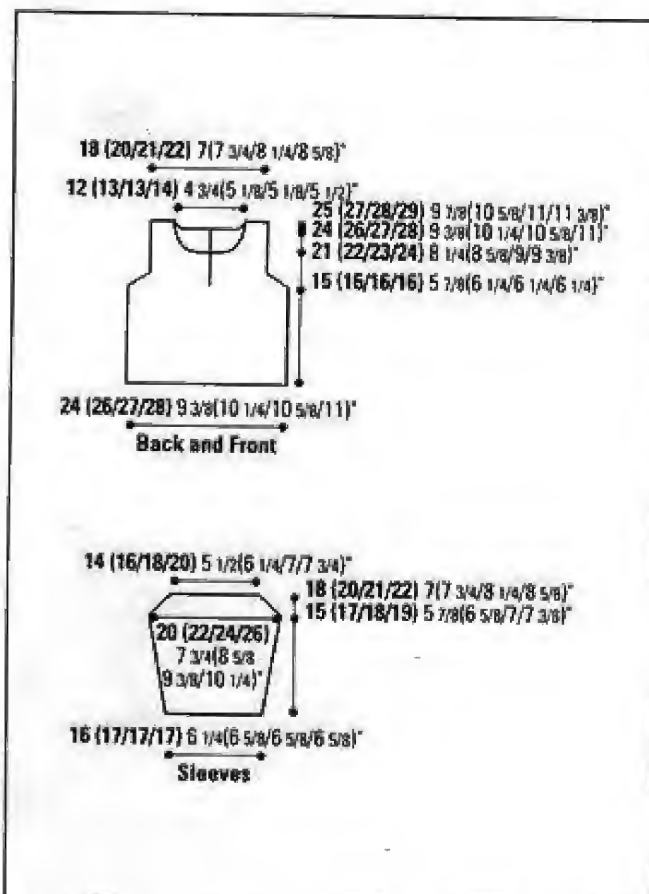 18 (20/21/22) 7(7 3/4/8 1/4/8 5/8)"
12 (13/13/14) 4 3/4(5 1/8/5 1/8/5 1/2)"
25 (27/28/29) 9 7/8(10 5/8/11/11 3/8)"
24 (26/27/28) 9 3/8(10 1/4/10 5/8/11)"
21 (22/23/24) 8 1/4(8 5/8/9/9 3/8)"
15 (16/16/16) 5 7/8(6 1/4/6 1/4/6 1/4)"
24 (26/27/28) 9 3/8(10 1/4/10 5/8/11)"
Back and Front
14 (16/18/20) 5 1/2(6 1/4/7/7 3/4)"
18 (20/21/22) 7(7 3/4/8 1/4/8 5/8)"
15 (17/18/19) 5 7/8(6 5/8/7/7 3/8)"
20 (22/24/26)
7 3/4(8 5/8
9 3/8/10 1/4)"
16 (17/17/17) 6 1/4(6 5/8/6 5/8/6 5/8)"
Sleeves